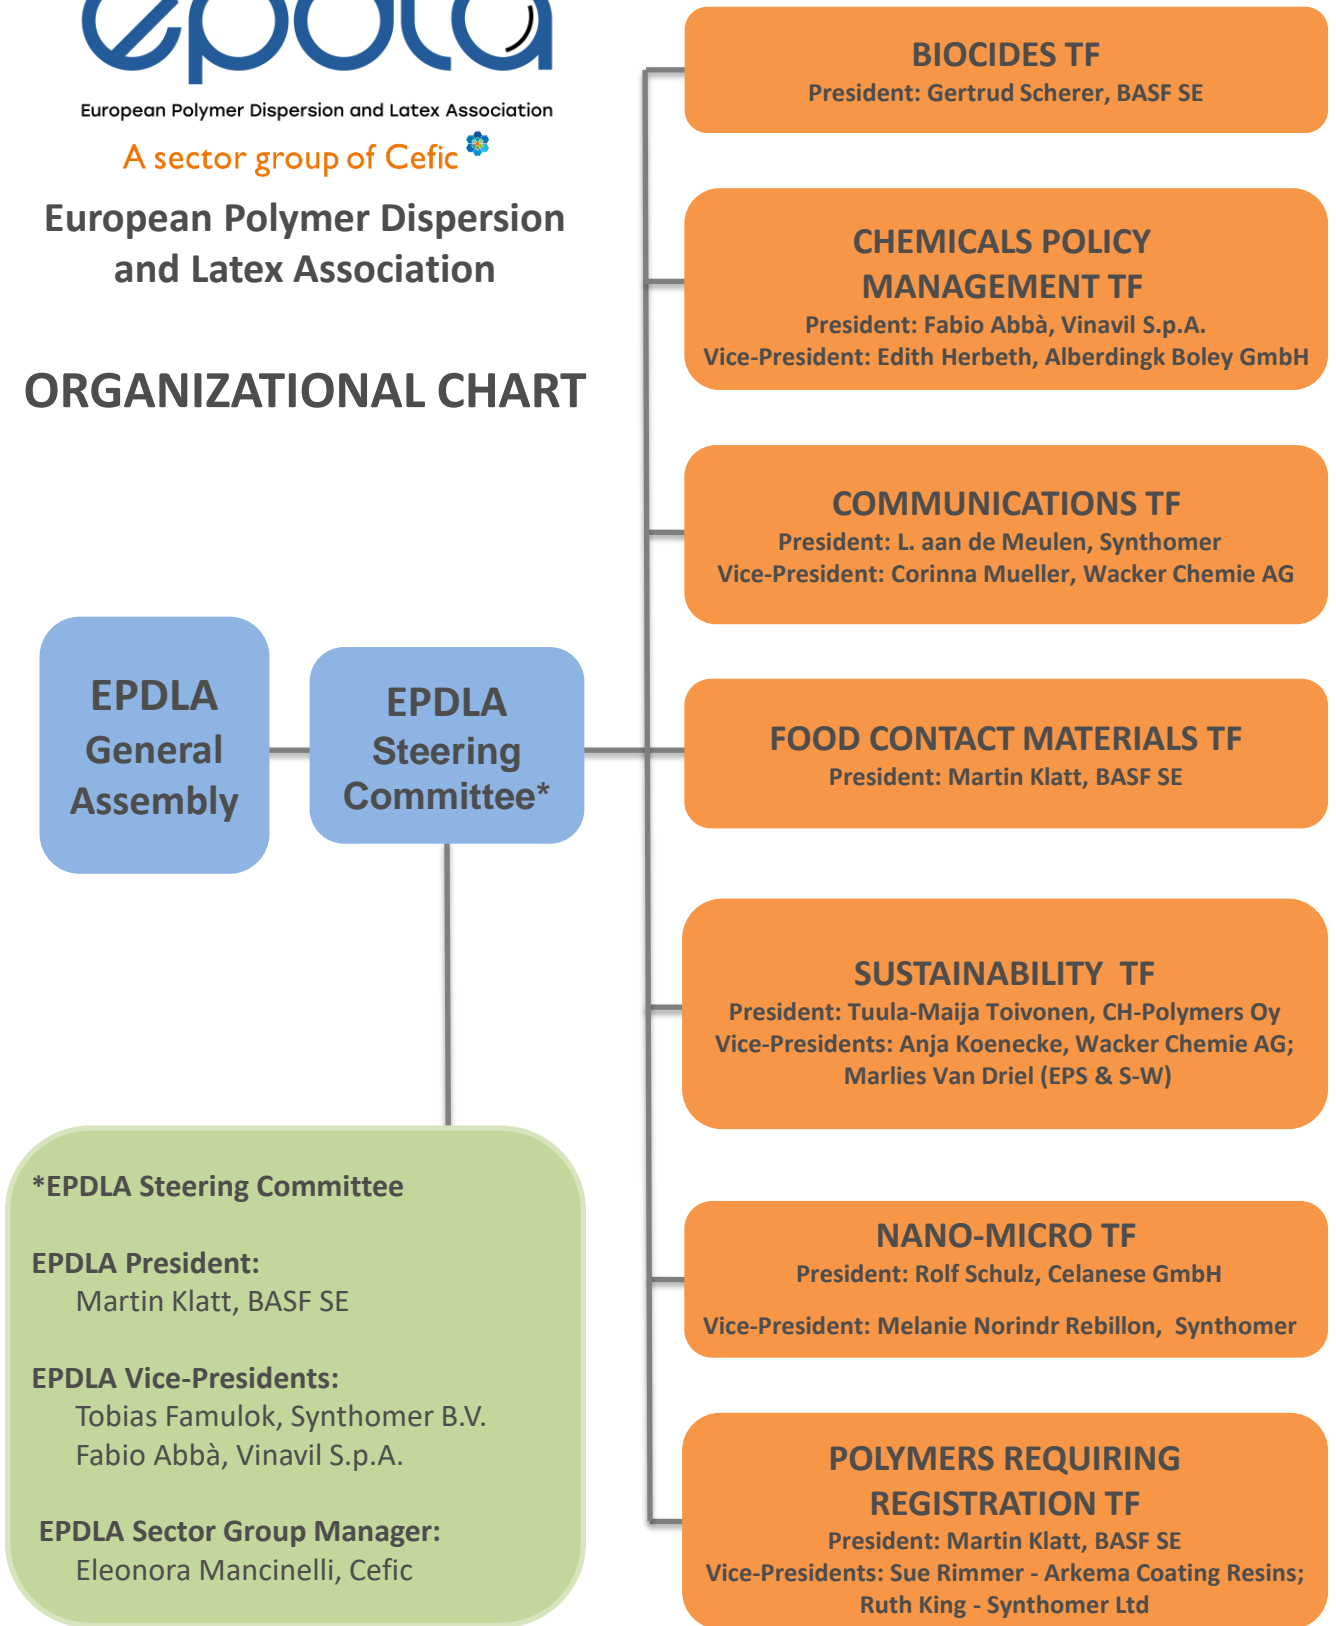 epdla
European Polymer Dispersion and Latex Association
A sector group of Cefic
European Polymer Dispersion
and Latex Association
ORGANIZATIONAL CHART
EPDLA
General
Assembly
EPDLA
Steering
Committee*
*EPDLA Steering Committee
EPDLA President:
Martin Klatt, BASF SE
EPDLA Vice-Presidents:
Tobias Famulok, Synthomer B.V.
Fabio Abbà, Vinavil S.p.A.
EPDLA Sector Group Manager:
Eleonora Mancinelli, Cefic
BIOCIDES TF
President: Gertrud Scherer, BASF SE
CHEMICALS POLICY
MANAGEMENT TF
President: Fabio Abbà, Vinavil S.p.A.
Vice-President: Edith Herbeth, Alberdingk Boley GmbH
COMMUNICATIONS TF
President: L. aan de Meulen, Synthomer
Vice-President: Corinna Mueller, Wacker Chemie AG
FOOD CONTACT MATERIALS TF
President: Martin Klatt, BASF SE
SUSTAINABILITY TF
President: Tuula-Maija Toivonen, CH-Polymers Oy
Vice-Presidents: Anja Koenecke, Wacker Chemie AG;
Marlies Van Driel (EPS & S-W)
NANO-MICRO TF
President: Rolf Schulz, Celanese GmbH
Vice-President: Melanie Norindr Rebillon, Synthomer
POLYMERS REQUIRING
REGISTRATION TF
President: Martin Klatt, BASF SE
Vice-Presidents: Sue Rimmer - Arkema Coating Resins;
Ruth King - Synthomer Ltd